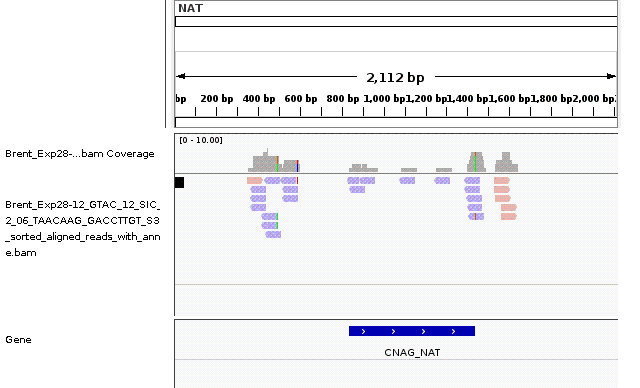 NAT
2,112 bp
bp 200 bp 400 bp 600 bp 800 bp 1,000 bp 1,200 bp 1,400 bp 1,600 bp 1,800 bp 2,000 bp
[0 - 10.00]
Brent_Exp28-...bam Coverage
Brent_Exp28-12_GTAC_12_SIC_
2_06_TAACAAG_GACCTTGT_S3
_sorted_aligned_reads_with_ann
e.bam
Gene
CNAG_NAT